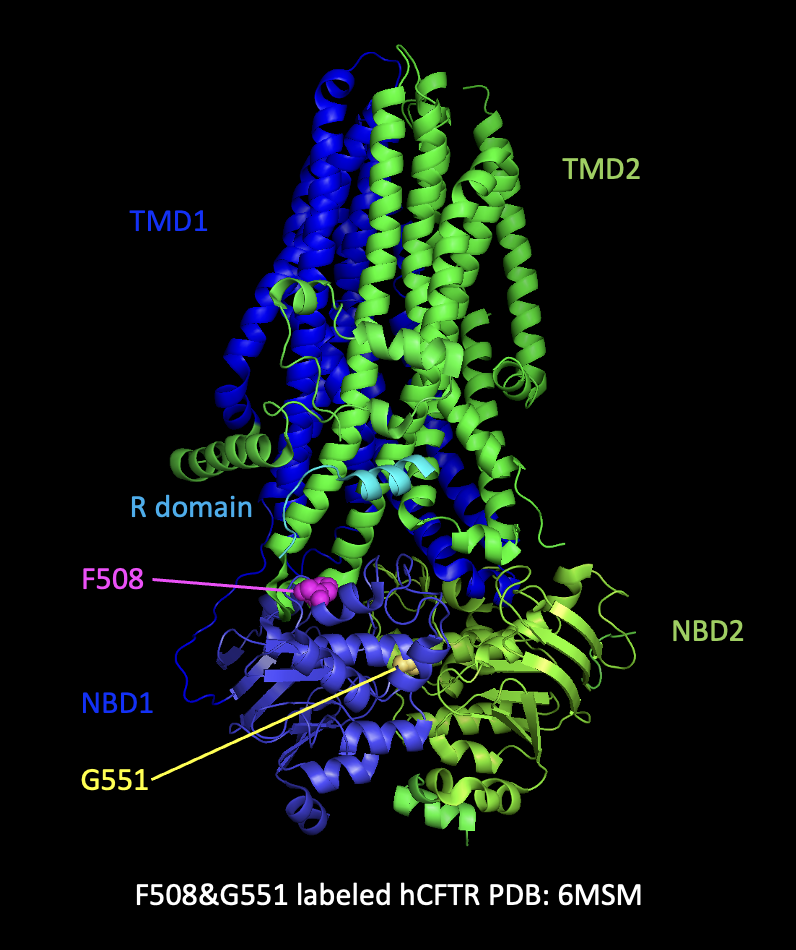 TMD2
TMD1
R domain
F508
NBD2
NBD1
G551
F508&G551 labeled hCFTR PDB: 6MSM